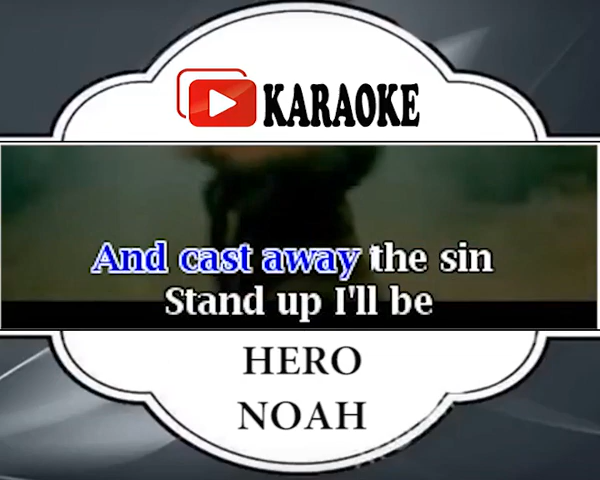 KARAOKE
And cast away the sin
Stand up I'll be
HERO
NOAH